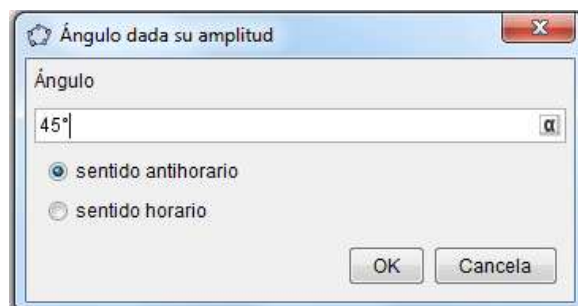 Ángulo dada su amplitud
Ángulo
45°
α
sentido antihorario
sentido horario
OK Cancela